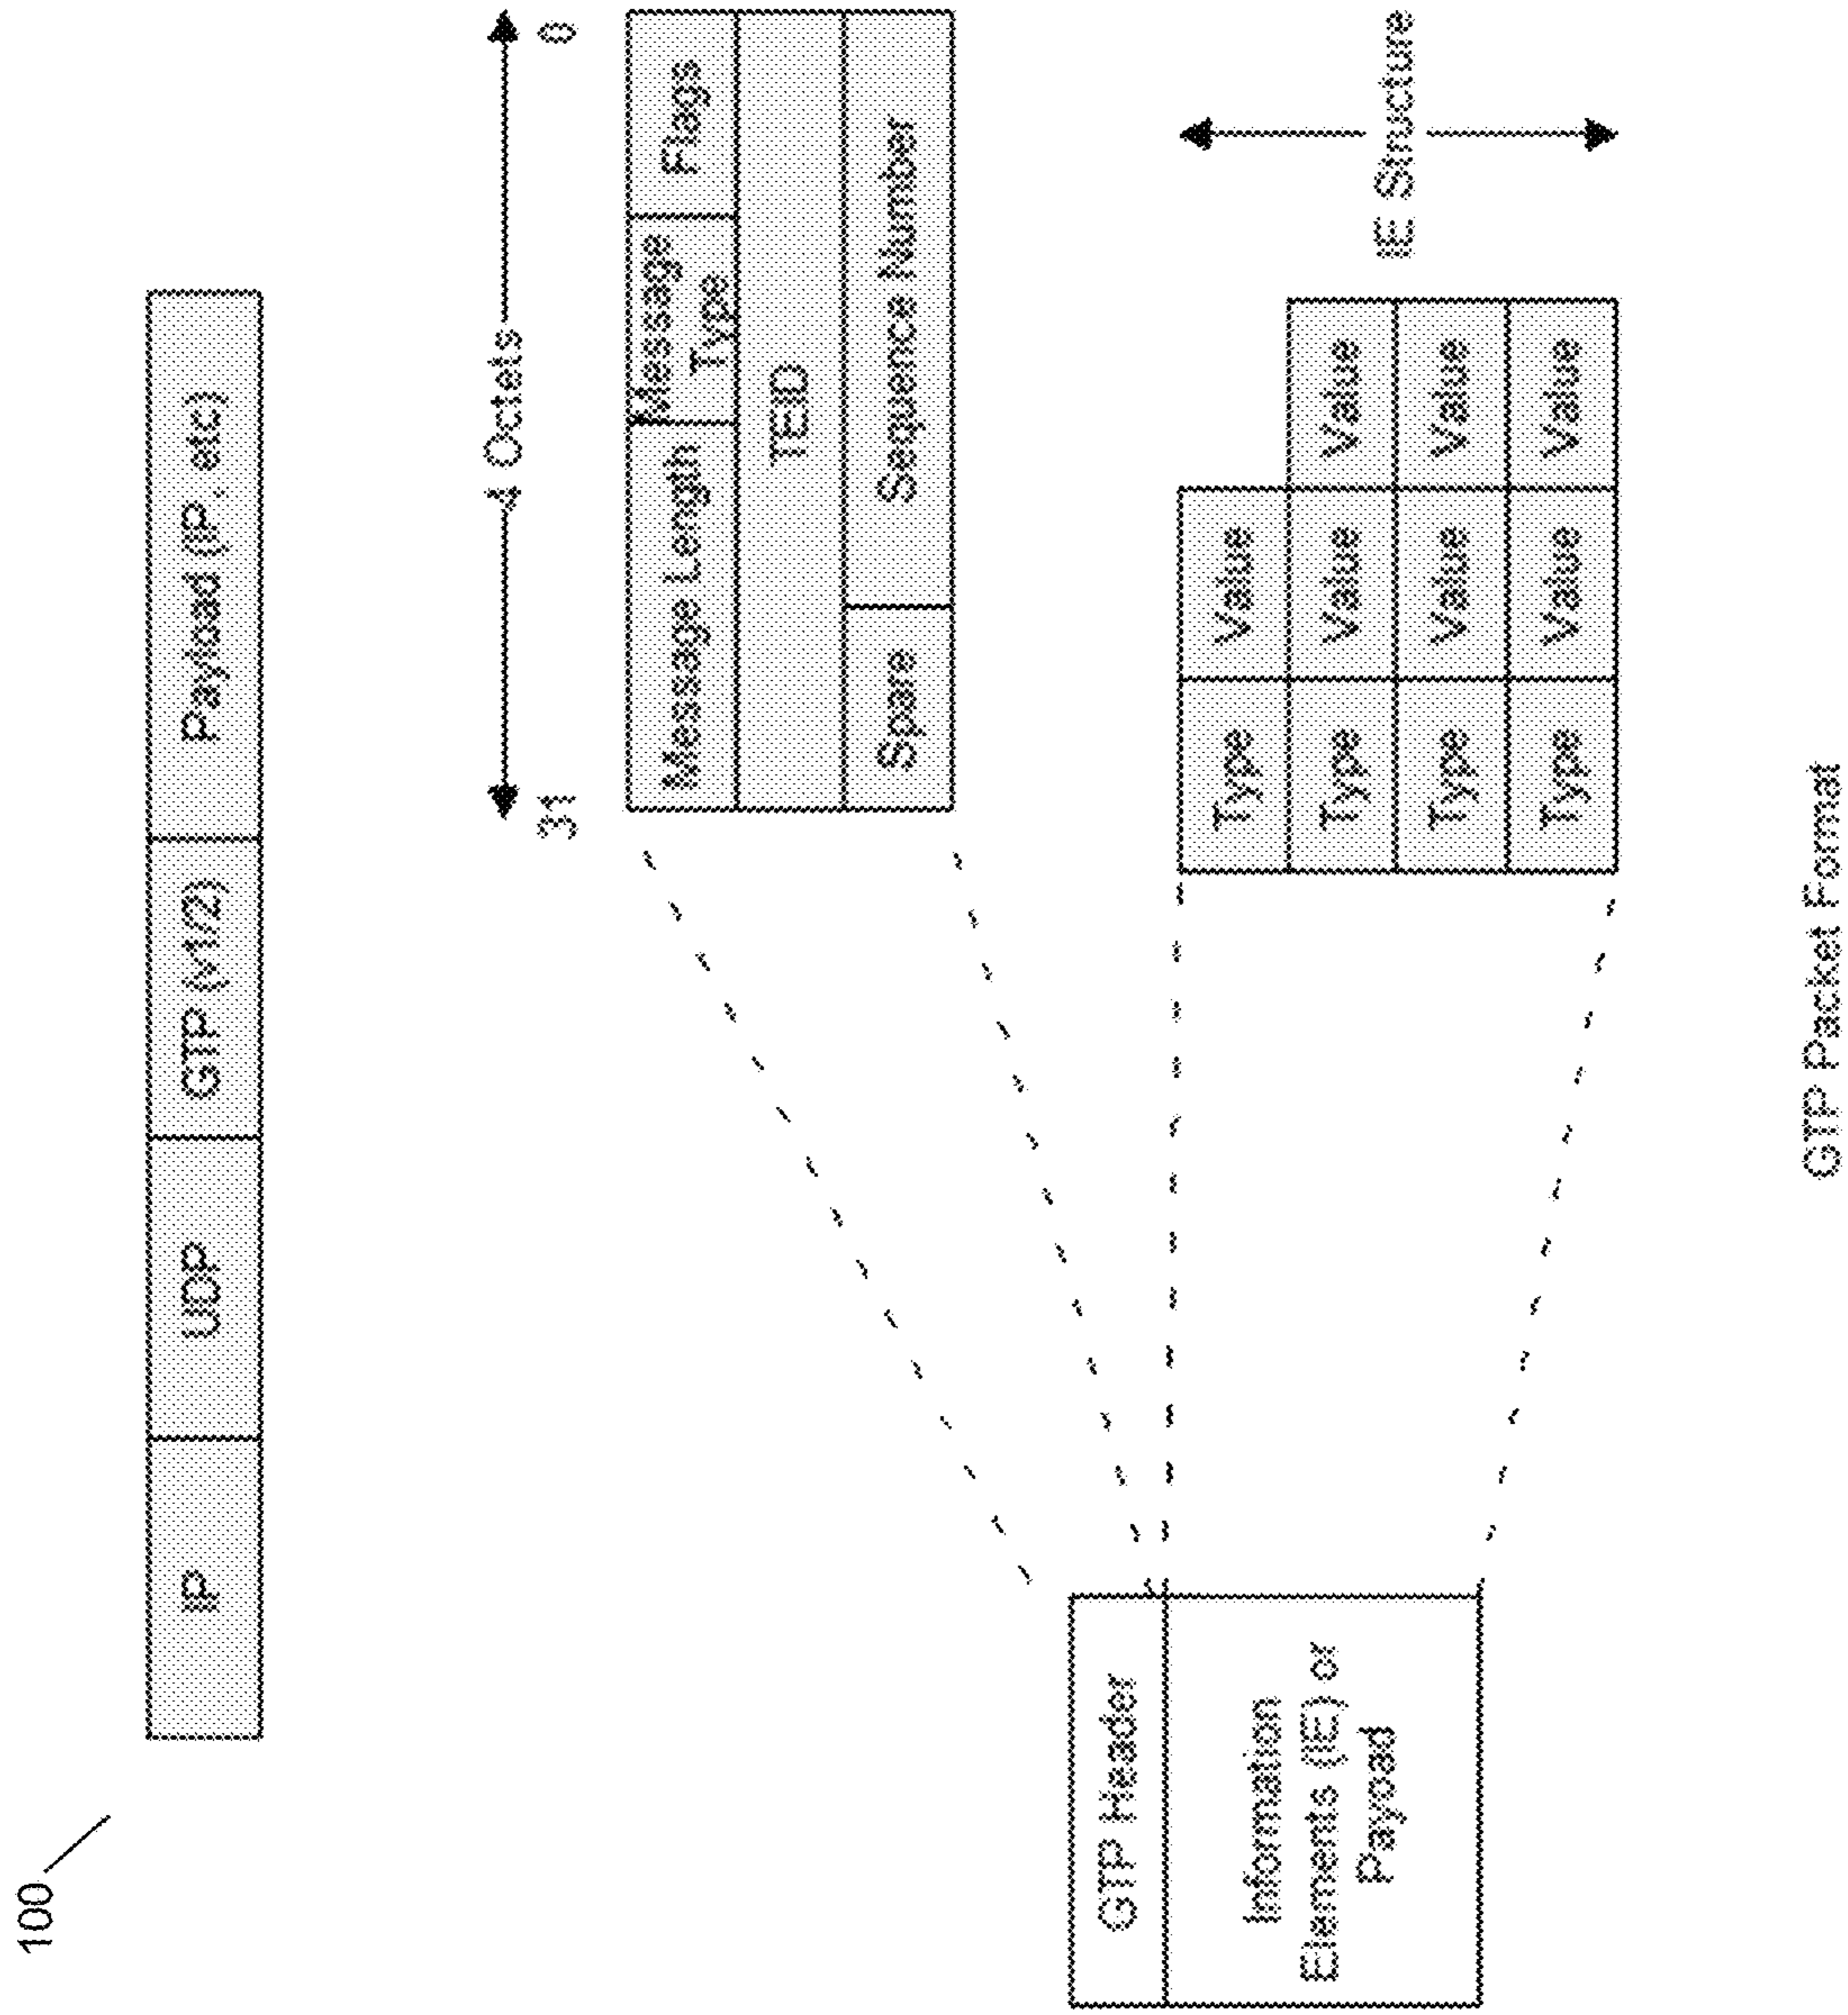 100
IP
UDP
GTP (v1/2)
Payload (IP, etc)
4 Octets
31
0
Message Length
Message
Type
Flags
TEID
Spare
Sequence Number
GTP Header
Information
Elements (IE) or
Payload
Type
Value
Type
Value
Value
Type
Value
Value
Type
Value
Value
IE Structure
GTP Packet Format